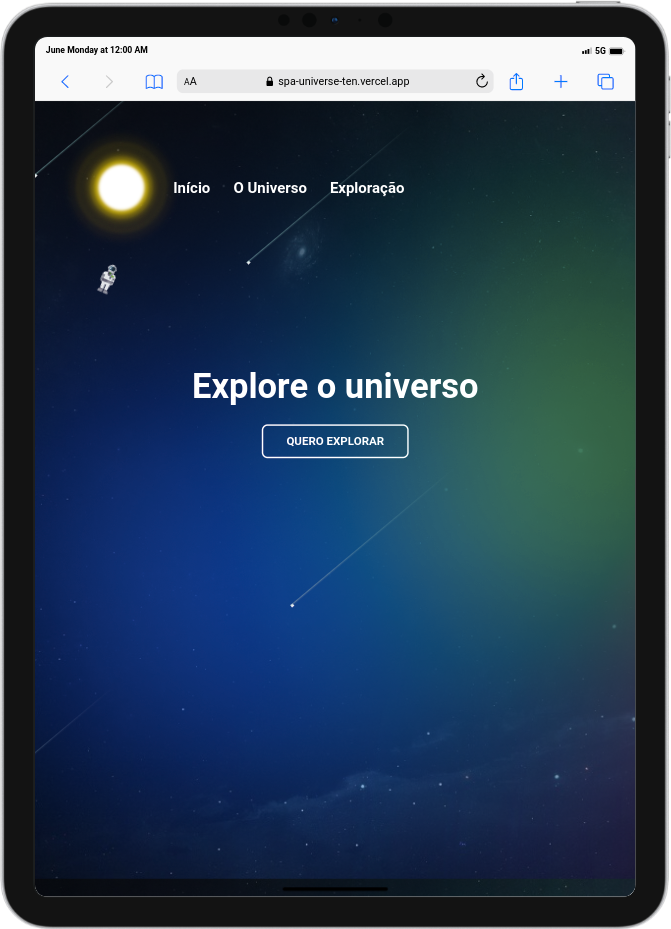 June Monday at 12:00 AM
5G
AA
spa-universe-ten.vercel.app
Início
O Universo
Exploração
Explore o universo
QUERO EXPLORAR